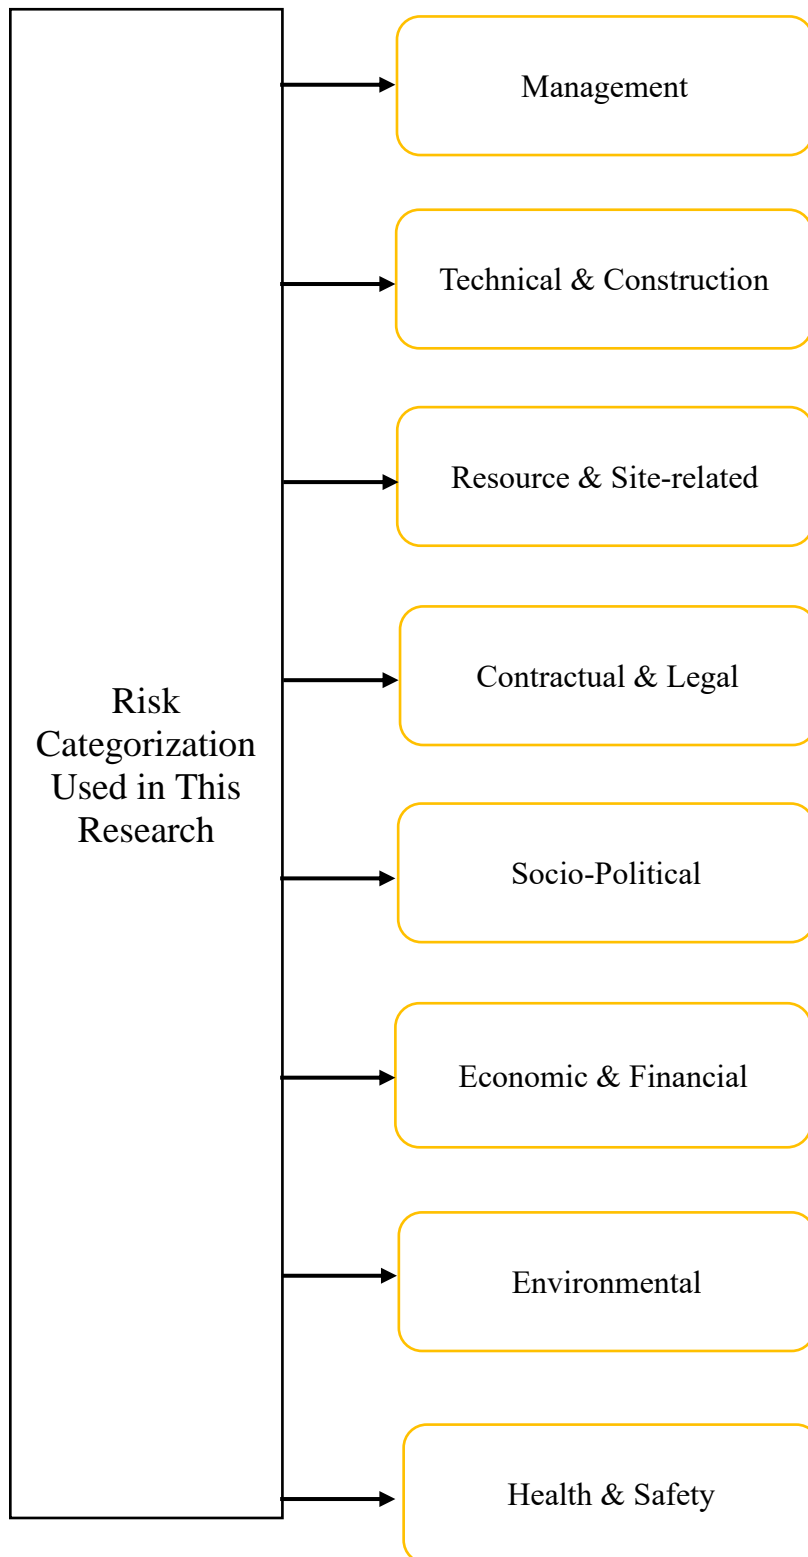 Risk
Categorization
Used in This
Research
Management
Technical & Construction
Resource & Site-related
Contractual & Legal
Socio-Political
Economic & Financial
Environmental
Health & Safety